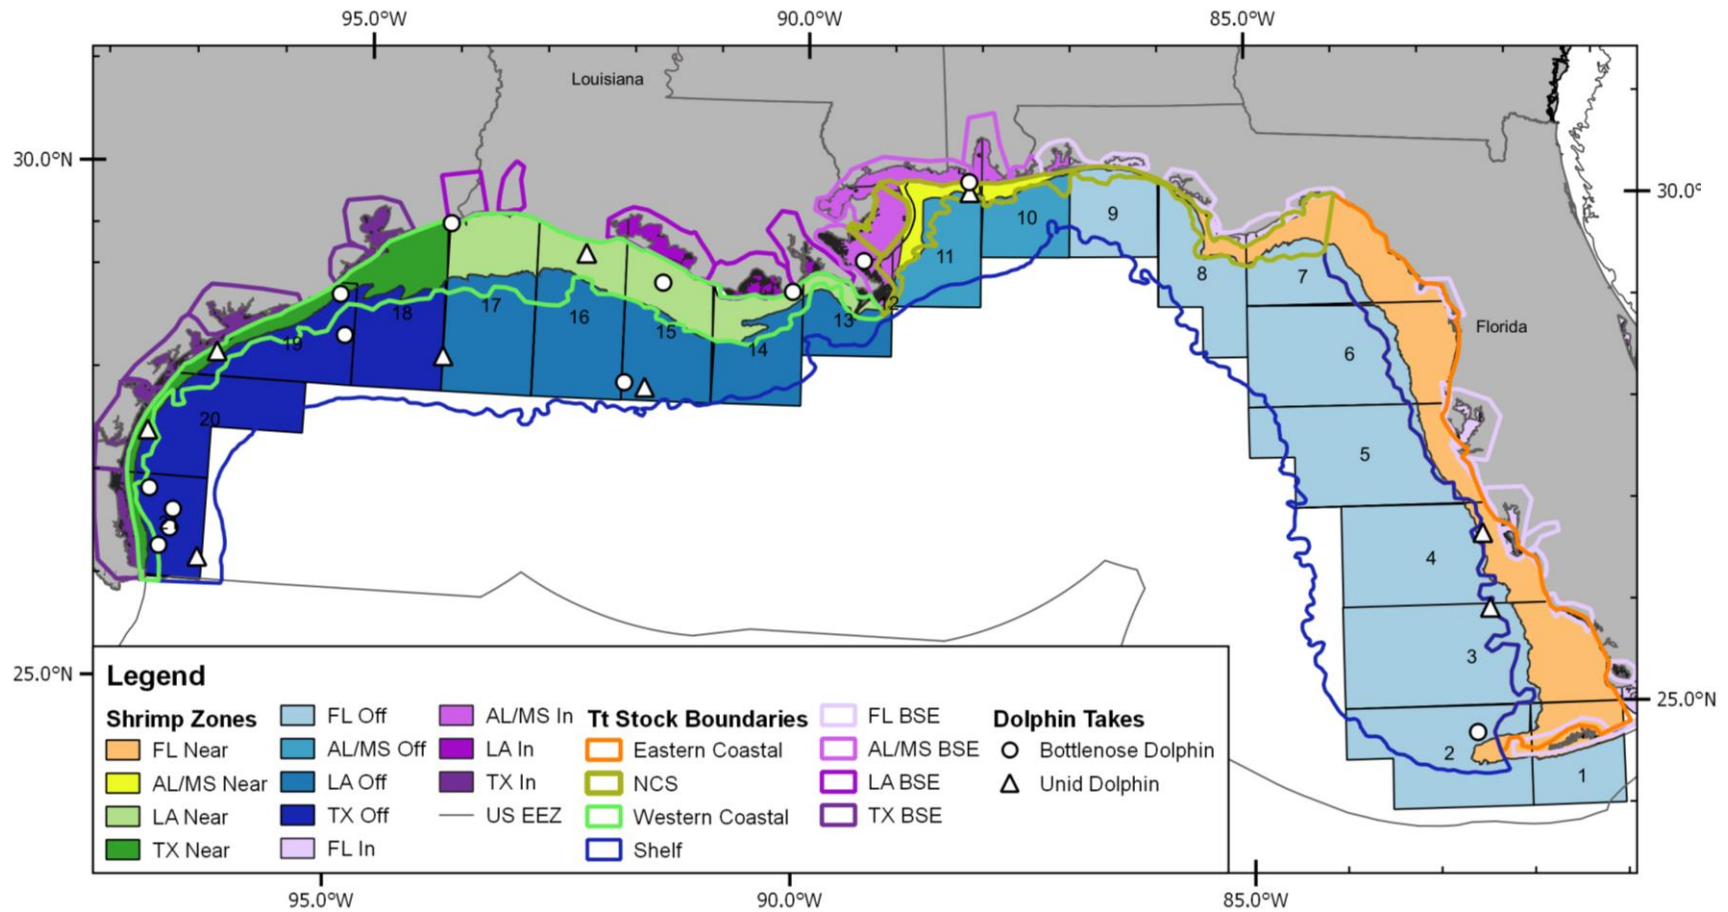 95.0°W 90.0°W 85.0°W
Louisiana
30.0°N
30.0°
10
9
11
8
7
12
17
18
16
13
15
19
14
Florida
6
20
5
4
3
25.0°N
25.0°N
2
1
Legend
Shrimp Zones
FL Near
AL/MS Near
LA Near
TX Near
FL Off
AL/MS Off
LA Off
TX Off
FL In
AL/MS In
LA In
TX In
US EEZ
Tt Stock Boundaries
Eastern Coastal
NCS
Western Coastal
Shelf
FL BSE
AL/MS BSE
LA BSE
TX BSE
Dolphin Takes
Bottlenose Dolphin
Unid Dolphin
95.0°W 90.0°W 85.0°W